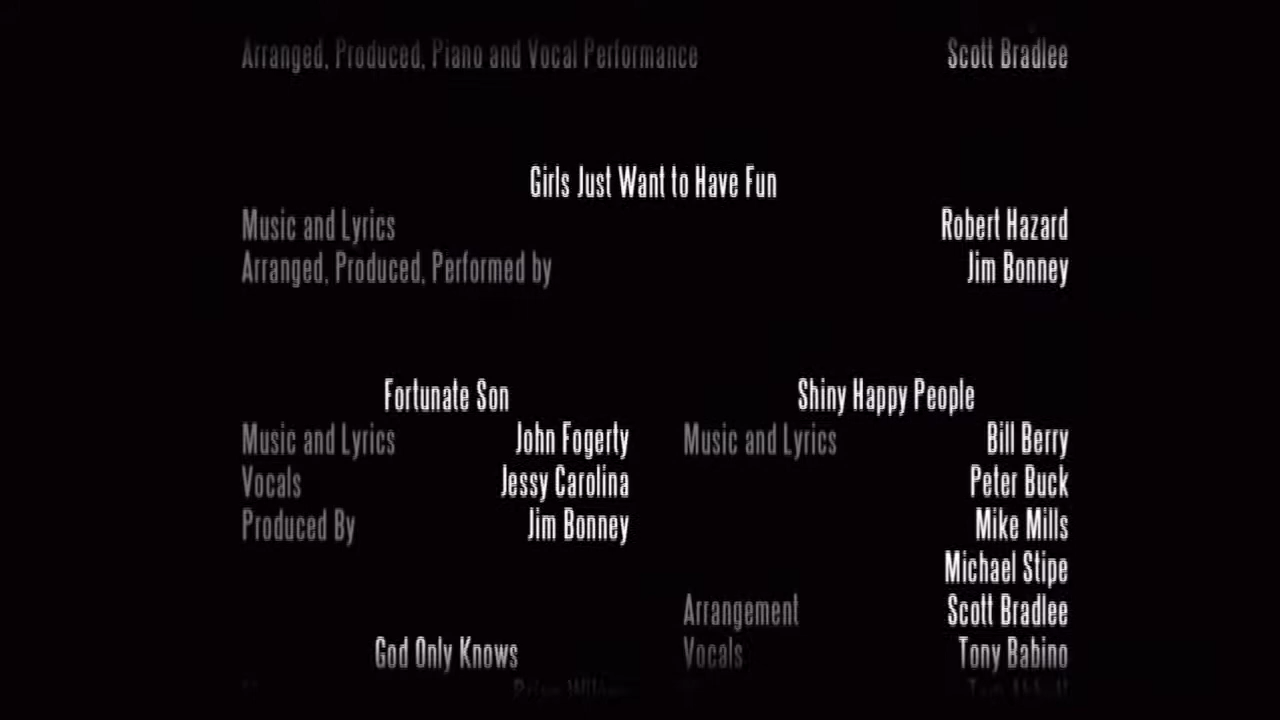 Arranged, Produced, Piano and Vocal Performance Scott Bradlee
Girls Just Want to Have Fun
Music and Lyrics Robert Hazard
Arranged, Produced, Performed by Jim Bonney
Fortunate Son
Music and Lyrics John Fogerty
Vocals Jessy Carolina
Produced By Jim Bonney
God Only Knows
Shiny Happy People
Music and Lyrics Bill Berry
Peter Buck
Mike Mills
Michael Stipe
Arrangement Scott Bradlee
Vocals Tony Babino